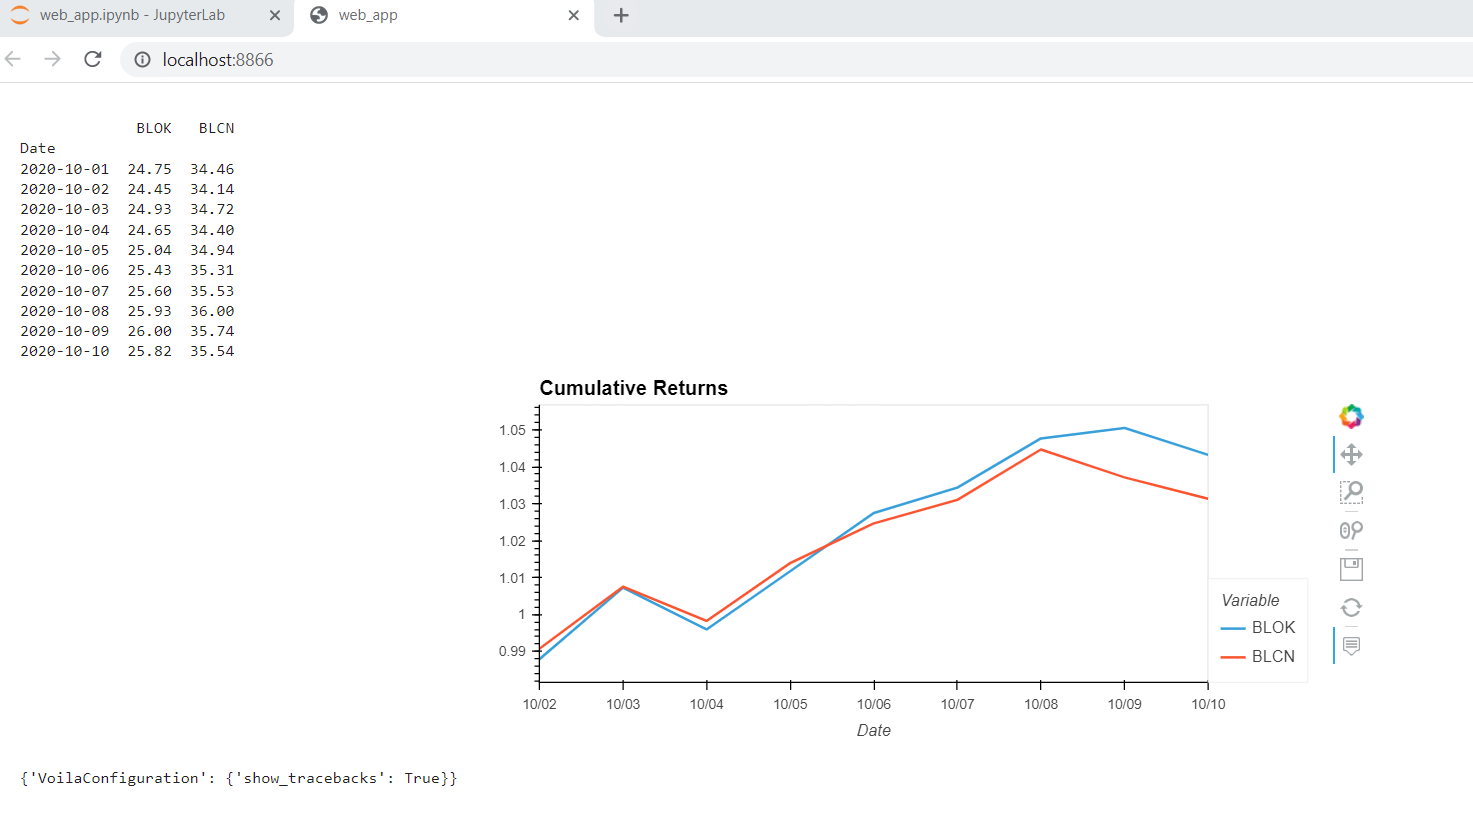 web_app.ipynb - JupyterLab
web_app
localhost:8866
BLOK BLCN
Date
2020-10-01 24.75 34.46
2020-10-02 24.45 34.14
2020-10-03 24.93 34.72
2020-10-04 24.65 34.40
2020-10-05 25.04 34.94
2020-10-06 25.43 35.31
2020-10-07 25.60 35.53
2020-10-08 25.93 36.00
2020-10-09 26.00 35.74
2020-10-10 25.82 35.54
Cumulative Returns
1.05
1.04
1.03
1.02
1.01
1
0.99
10/02 10/03 10/04 10/05 10/06 10/07 10/08 10/09 10/10
Date
Variable
BLOK
BLCN
{'VoilaConfiguration': {'show_tracebacks': True}}